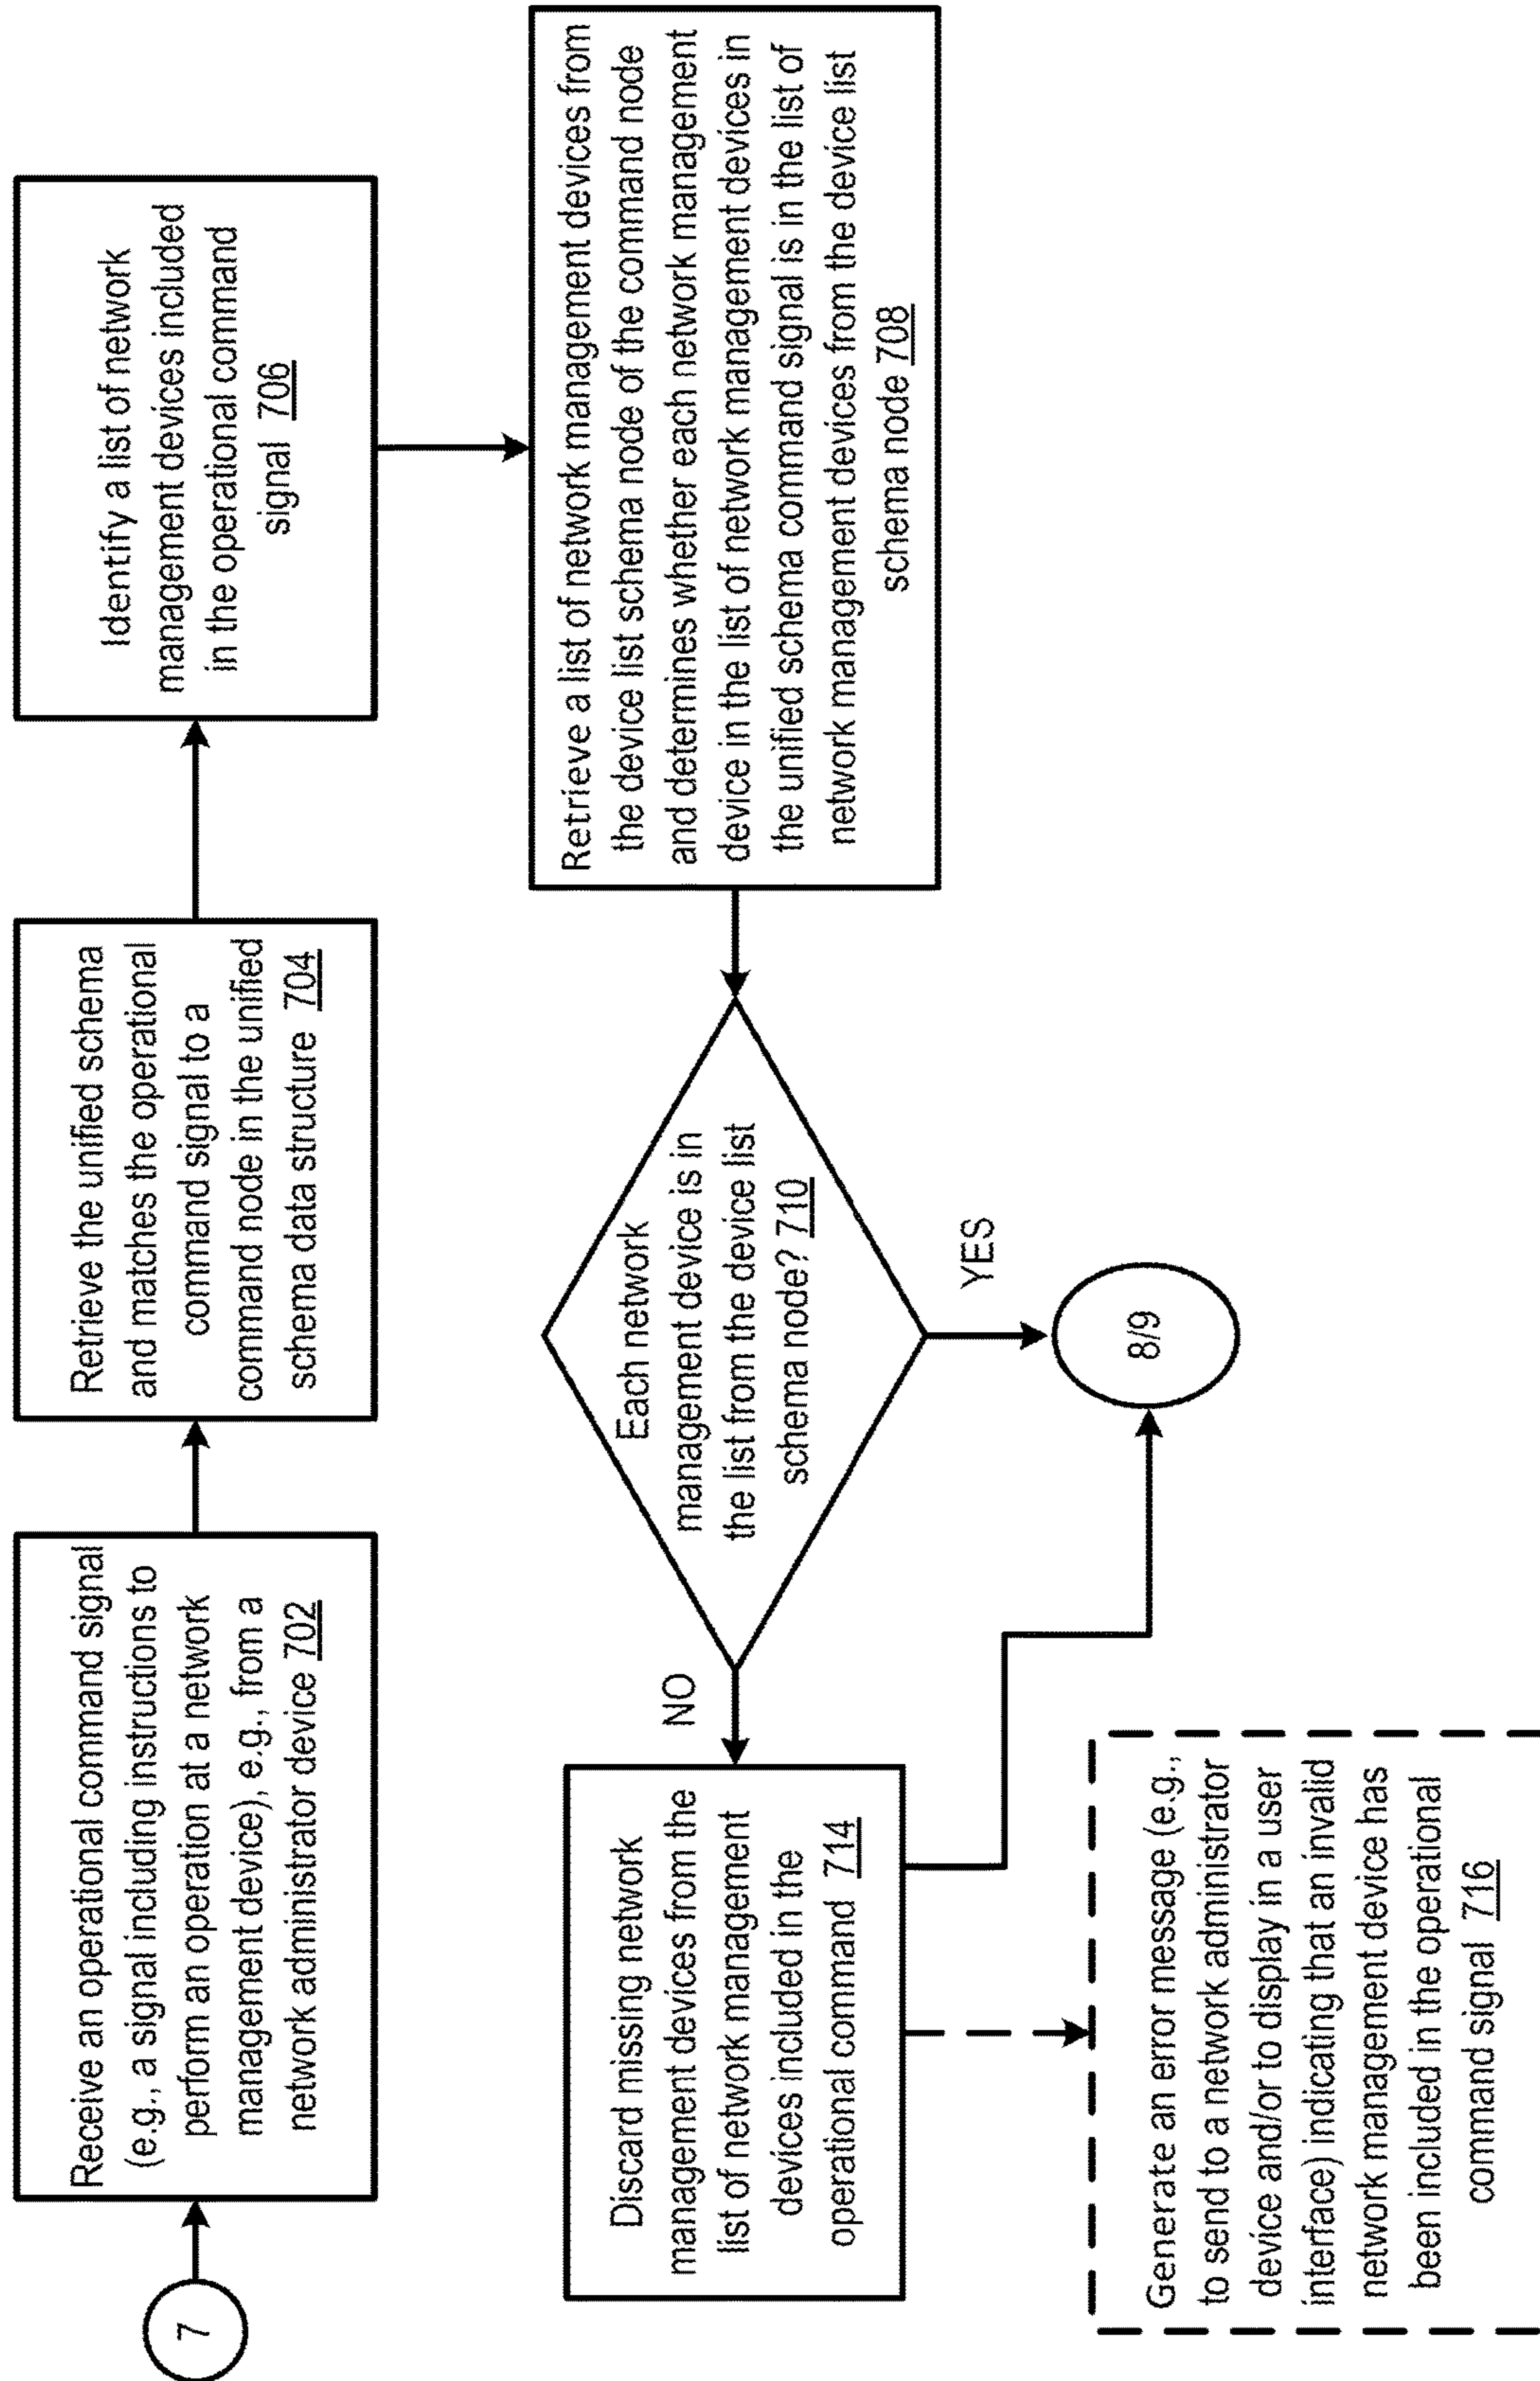 7
Receive an operational command signal
(e.g., a signal including instructions to
perform an operation at a network
management device), e.g., from a
network administrator device 702
Retrieve the unified schema
and matches the operational
command signal to a
command node in the unified
schema data structure 704
Identify a list of network
management devices included
in the operational command
signal 706
Retrieve a list of network management devices from
the device list schema node of the command node
and determines whether each network management
device in the list of network management devices in
the unified schema command signal is in the list of
network management devices from the device list
schema node 708
Each network
management device is in
the list from the device list
schema node? 710
YES
8/9
NO
Discard missing network
management devices from the
list of network management
devices included in the
operational command 714
Generate an error message (e.g.,
to send to a network administrator
device and/or to display in a user
interface) indicating that an invalid
network management device has
been included in the operational
command signal 716